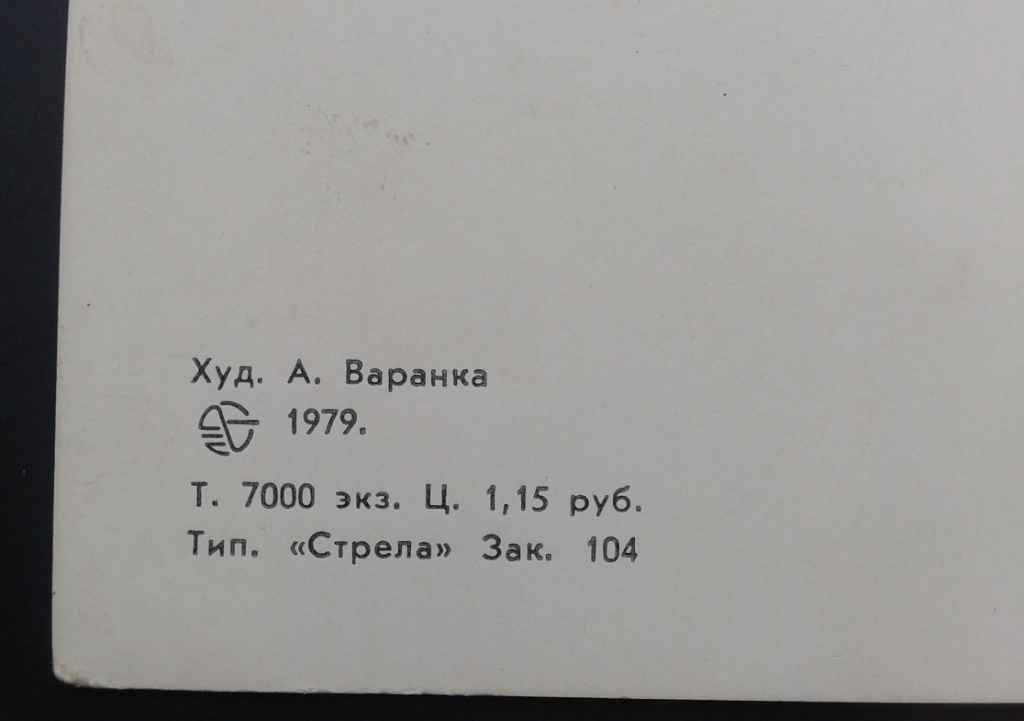 Худ. А. Варанка
1979.
Т. 7000 экз. Ц. 1,15 руб.
Тип. «Стрела» Зак. 104